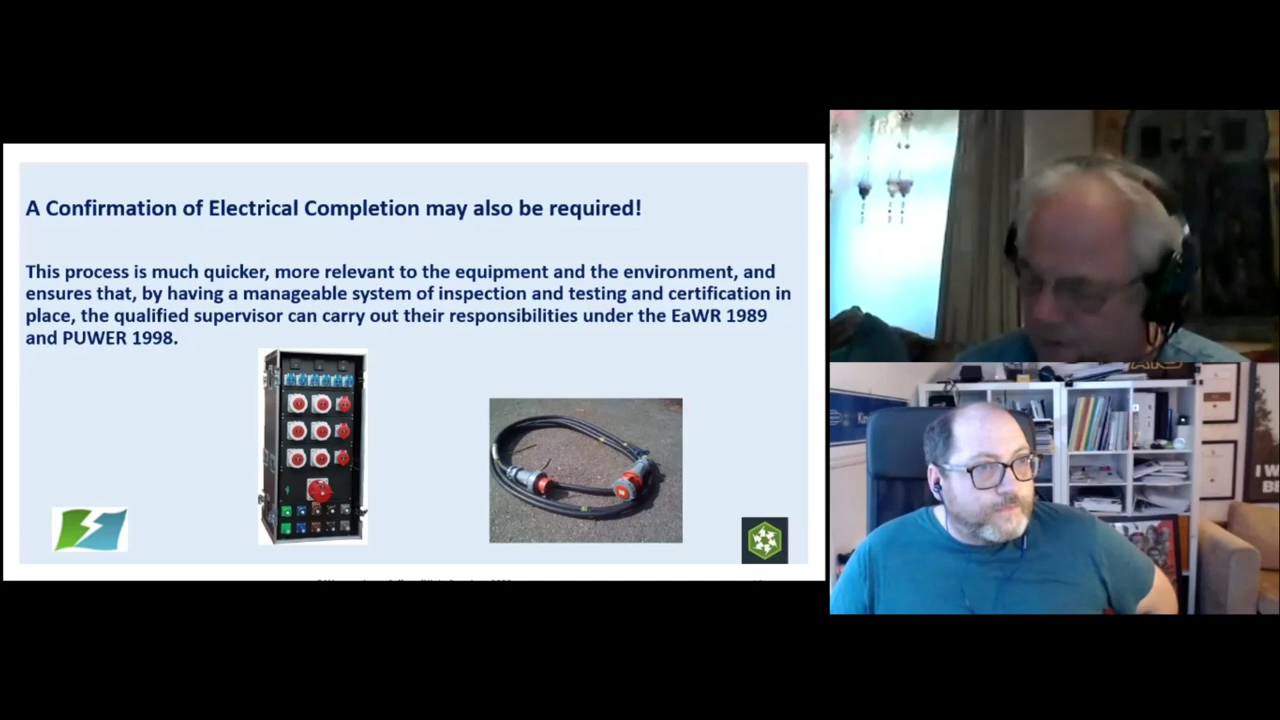 A Confirmation of Electrical Completion may also be required!
This process is much quicker, more relevant to the equipment and the environment, and
ensures that, by having a manageable system of inspection and testing and certification in
place, the qualified supervisor can carry out their responsibilities under the EaWR 1989
and PUWER 1998.